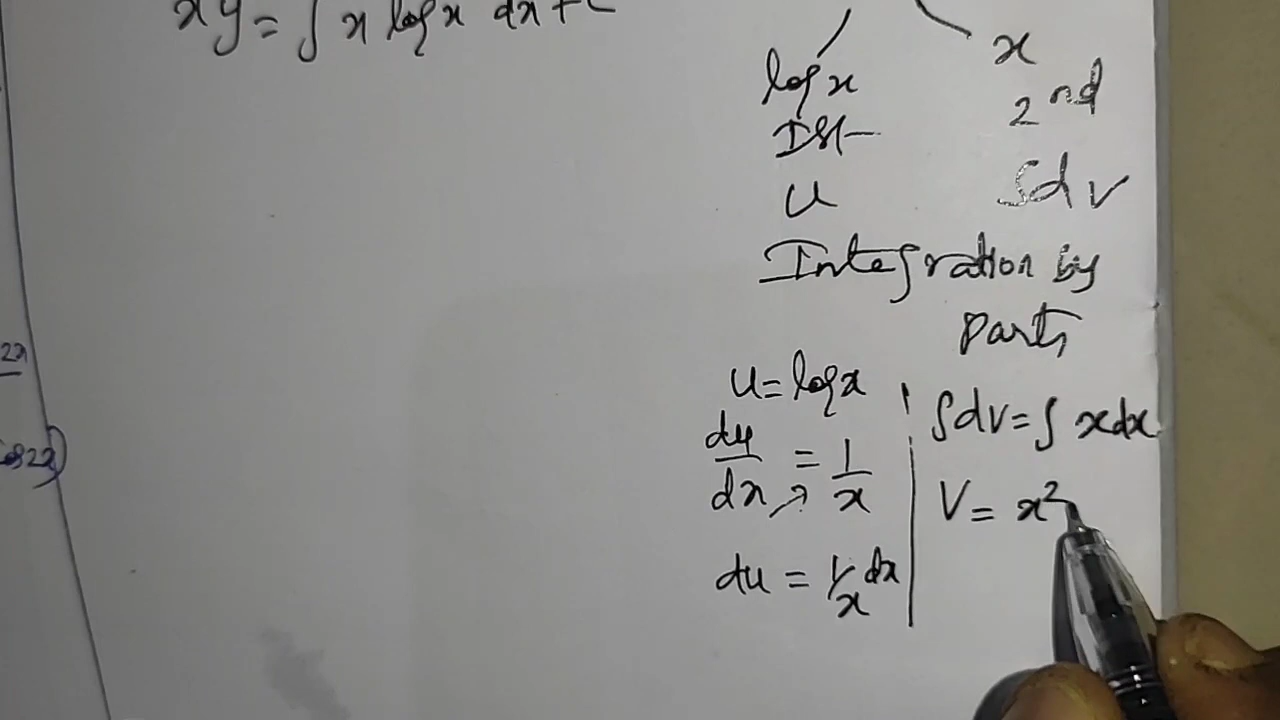 xy = ∫ x log x dx + c
log x
x
Ist
2nd
u
∫dv
Integration by
Parts
u = log x
∫dv = ∫ x dx
du/dx = 1/x
v = x²
du = 1/x dx